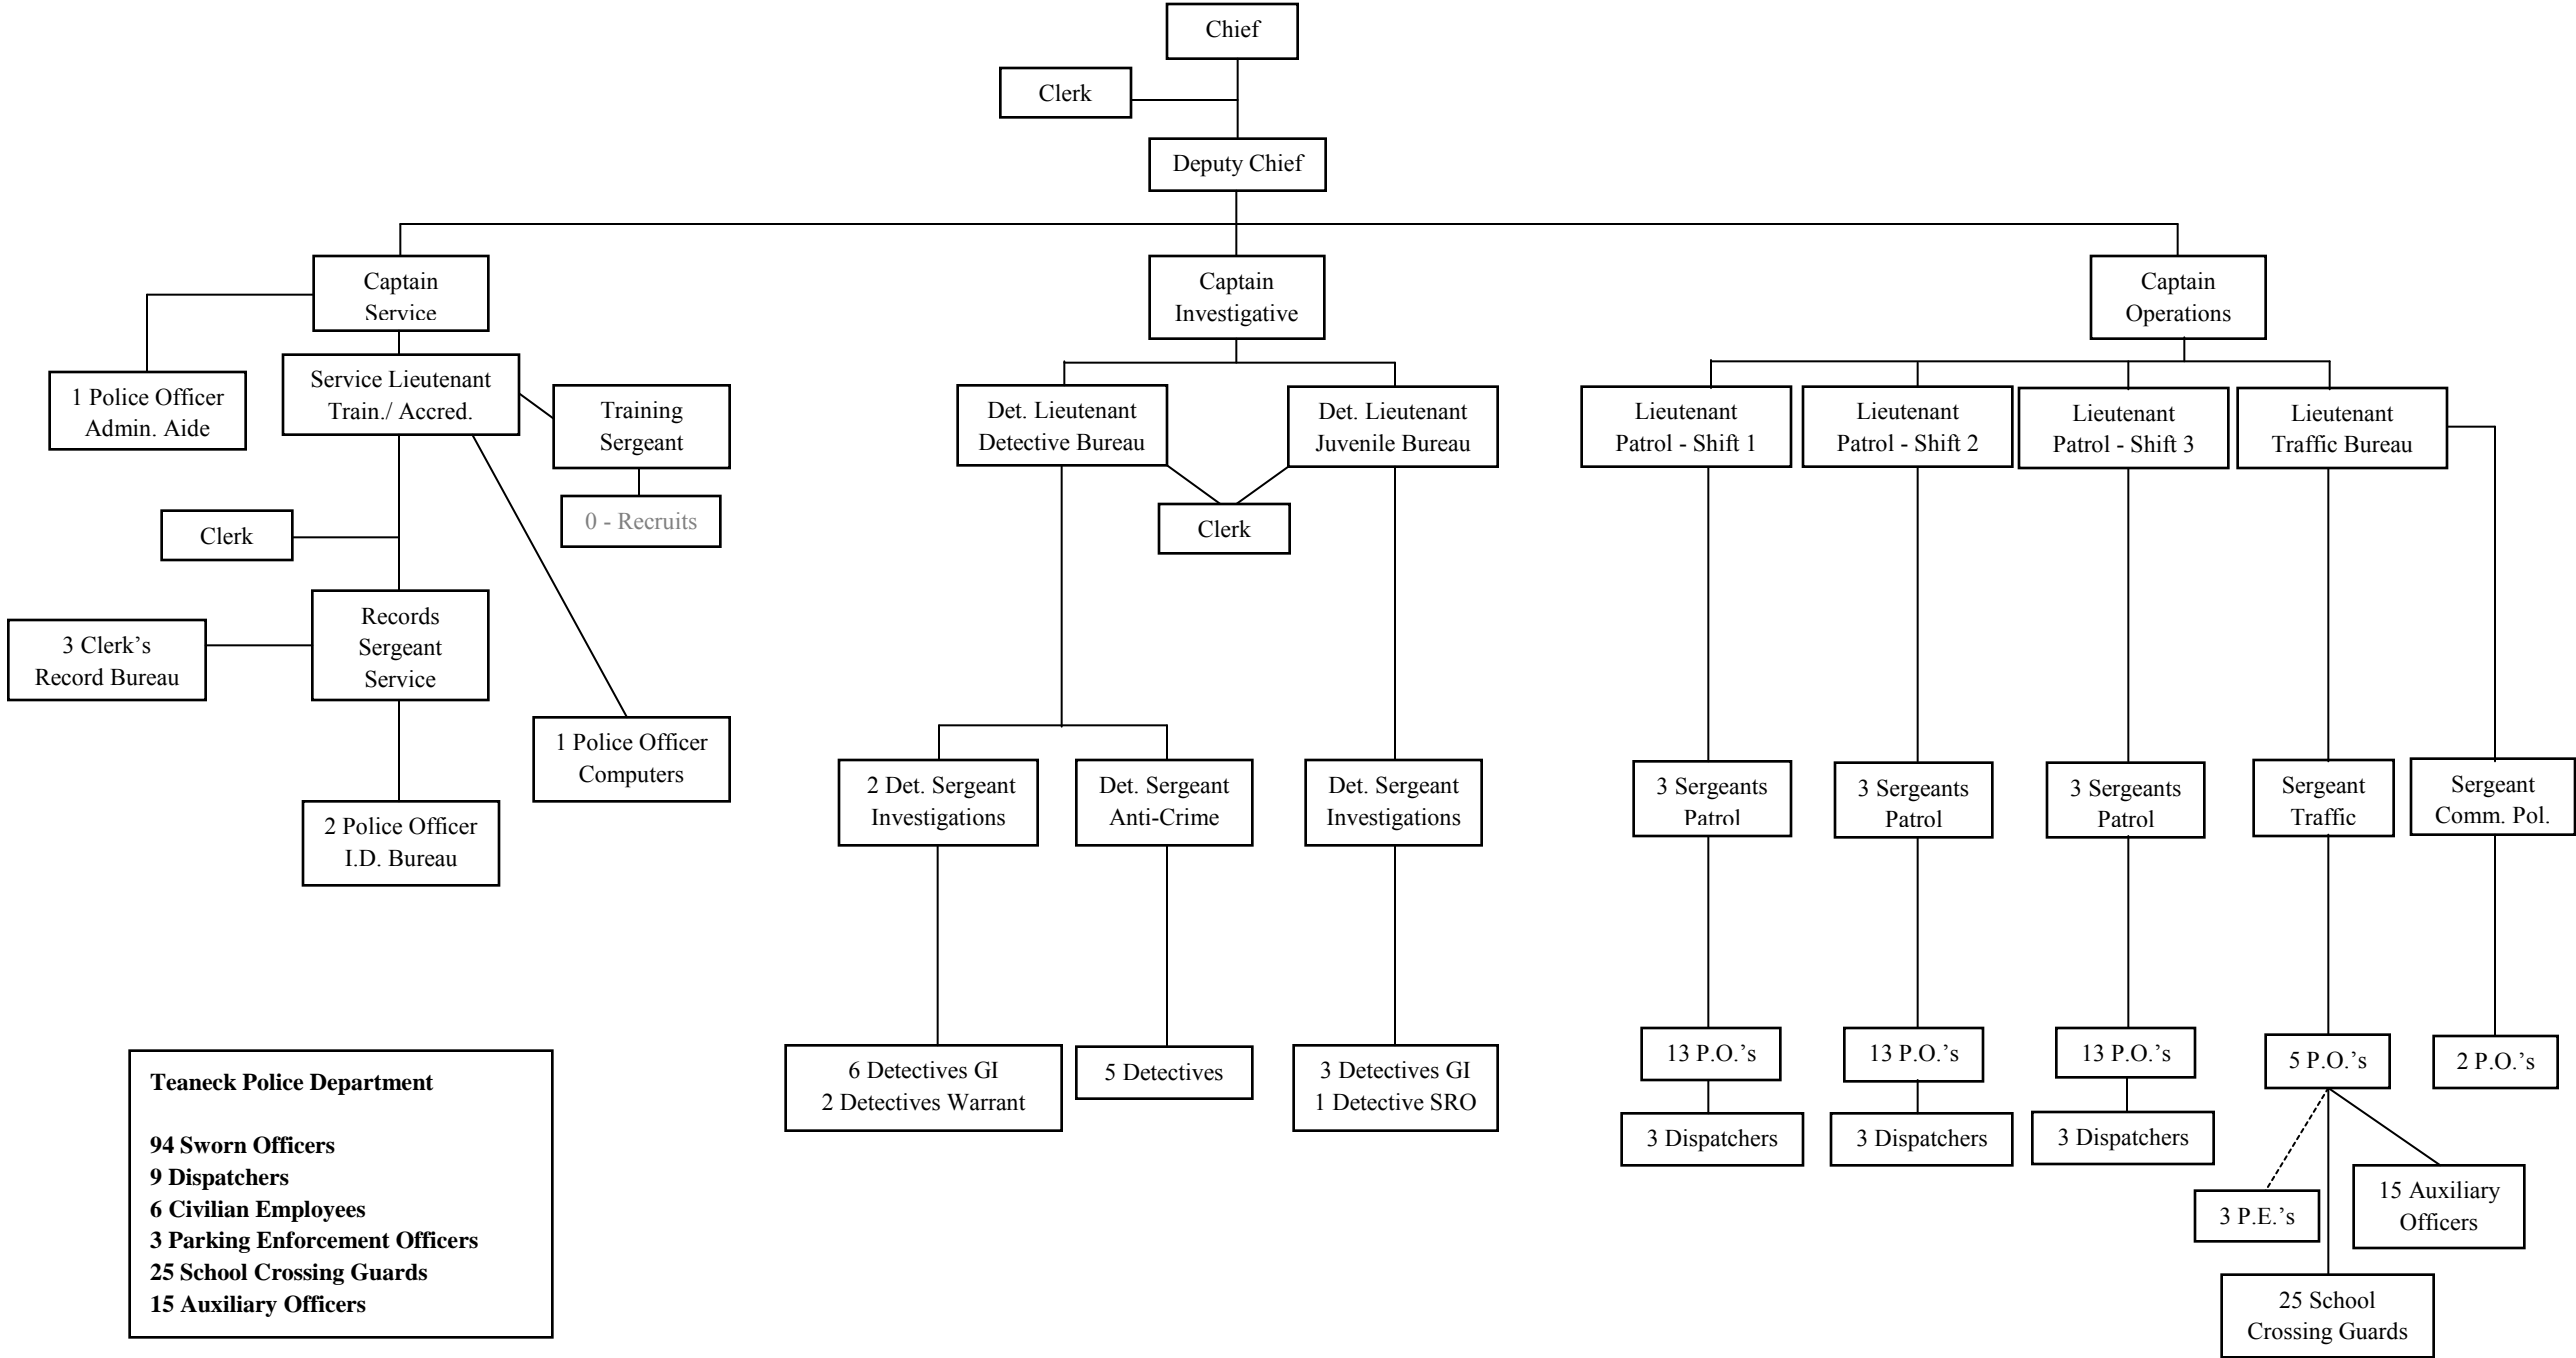 Chief
Clerk
Deputy Chief
Captain
Service
Captain
Investigative
Captain
Operations
1 Police Officer
Admin. Aide
Service Lieutenant
Train./ Accred.
Training
Sergeant
0 - Recruits
Clerk
Records
Sergeant
Service
3 Clerk’s
Record Bureau
1 Police Officer
Computers
2 Police Officer
I.D. Bureau
Det. Lieutenant
Detective Bureau
Det. Lieutenant
Juvenile Bureau
Clerk
2 Det. Sergeant
Investigations
Det. Sergeant
Anti-Crime
Det. Sergeant
Investigations
6 Detectives GI
2 Detectives Warrant
5 Detectives
3 Detectives GI
1 Detective SRO
Lieutenant
Patrol - Shift 1
Lieutenant
Patrol - Shift 2
Lieutenant
Patrol - Shift 3
Lieutenant
Traffic Bureau
3 Sergeants
Patrol
3 Sergeants
Patrol
3 Sergeants
Patrol
Sergeant
Traffic
Sergeant
Comm. Pol.
13 P.O.’s
13 P.O.’s
13 P.O.’s
5 P.O.’s
2 P.O.’s
3 Dispatchers
3 Dispatchers
3 Dispatchers
3 P.E.’s
15 Auxiliary
Officers
25 School
Crossing Guards
Teaneck Police Department
94 Sworn Officers
9 Dispatchers
6 Civilian Employees
3 Parking Enforcement Officers
25 School Crossing Guards
15 Auxiliary Officers